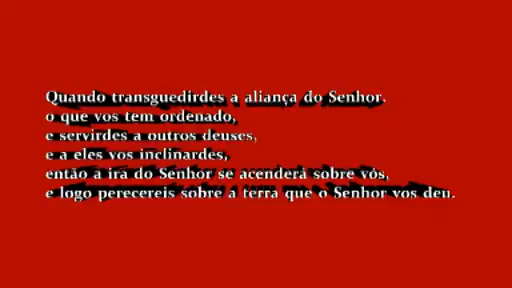 Quando transguedirdes a aliança do Senhor.
o que vos tem ordenado,
e servirdes a outros deuses,
e a eles vos inclinardes,
então a ira do Senhor se acenderá sobre vós,
e logo perecereis sobre a terra que o Senhor vos deu.